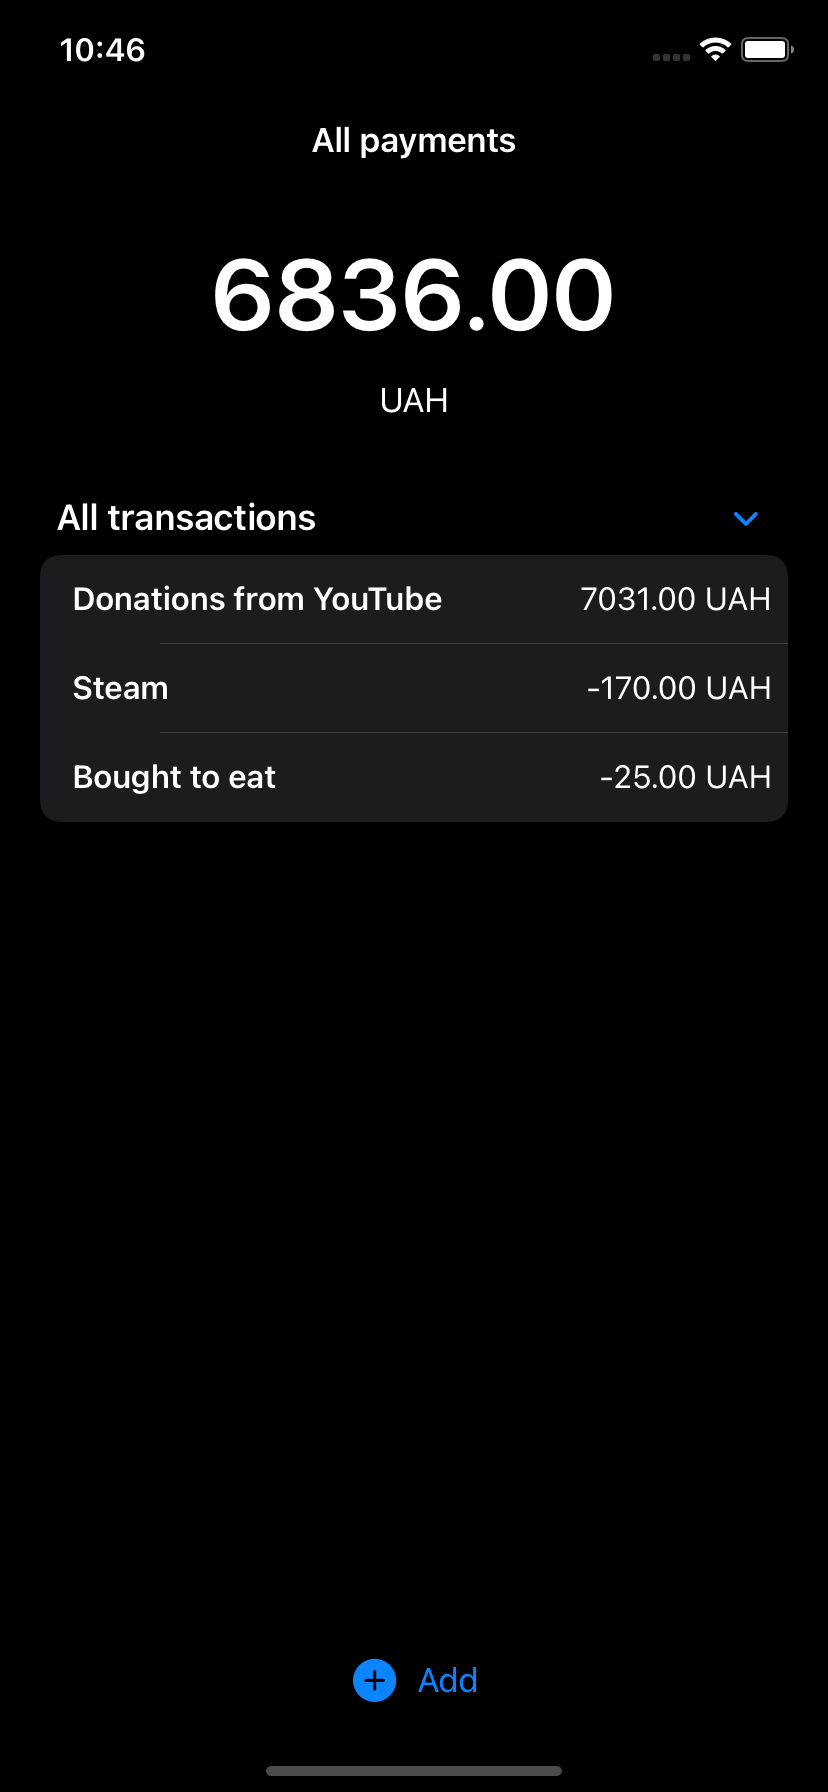 10:46
All payments
6836.00
UAH
All transactions
Donations from YouTube 7031.00 UAH
Steam -170.00 UAH
Bought to eat -25.00 UAH
Add